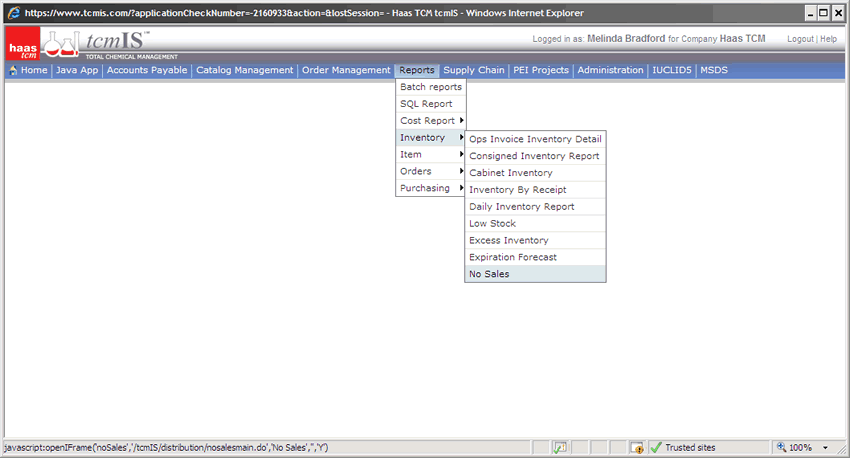 https://www.tcmis.com/?applicationCheckNumber=-2160933&action=&lostSession= - Haas TCM tcmIS - Windows Internet Explorer
haas tcm
tcmIS™
TOTAL CHEMICAL MANAGEMENT
Logged in as: Melinda Bradford for Company Haas TCM Logout | Help
Home | Java App | Accounts Payable | Catalog Management | Order Management | Reports | Supply Chain | PEI Projects | Administration | IUCLID5 | MSDS
Batch reports
SQL Report
Cost Report
Inventory
Item
Orders
Purchasing
Ops Invoice Inventory Detail
Consigned Inventory Report
Cabinet Inventory
Inventory By Receipt
Daily Inventory Report
Low Stock
Excess Inventory
Expiration Forecast
No Sales
javascript:openIFrame('noSales','/tcmIS/distribution/nosalesmain.do','No Sales','','Y') Trusted sites 100%